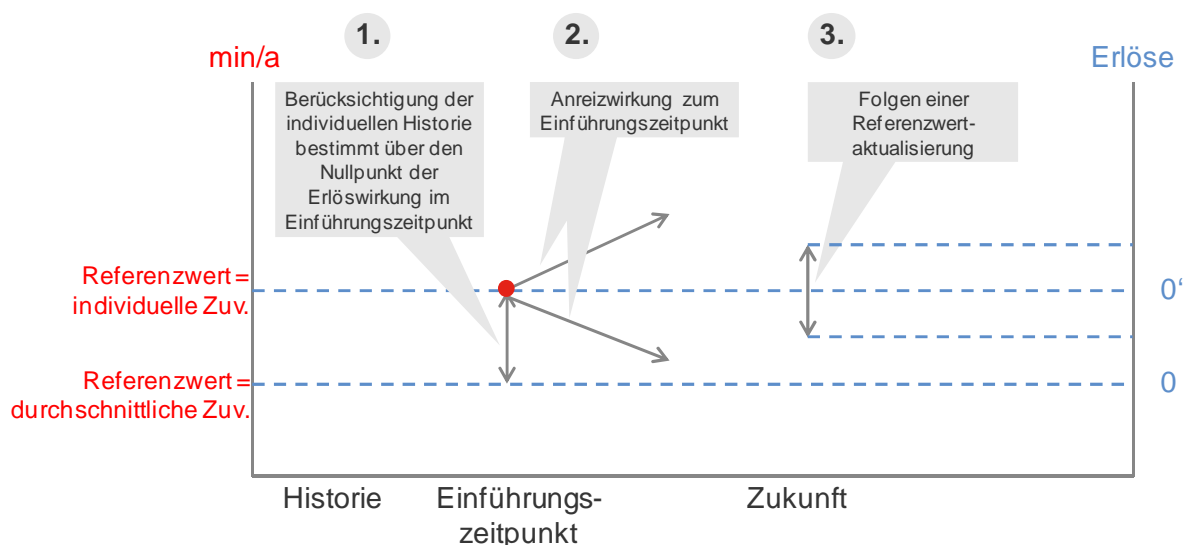 1.
2.
3.
min/a
Erlöse
Berücksichtigung der
individuellen Historie
bestimmt über den
Nullpunkt der
Erlöswirkung im
Einführungszeitpunkt
Anreizwirkung zum
Einführungszeitpunkt
Folgen einer
Referenzwert-
aktualisierung
Referenzwert =
individuelle Zuv.
0‘
Referenzwert =
durchschnittliche Zuv.
0
Historie
Einführungs-
zeitpunkt
Zukunft